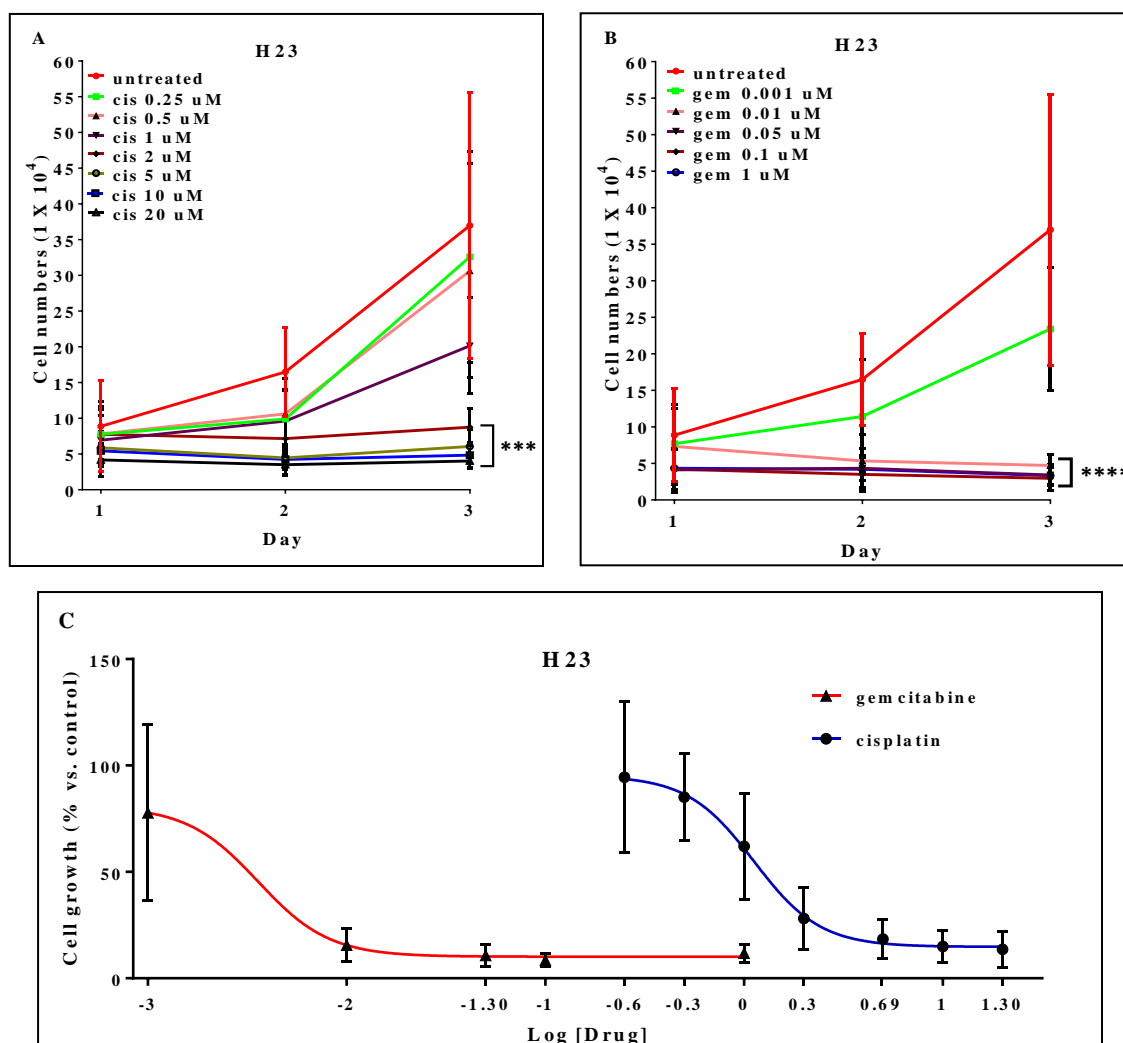 A
H23
60
55
50
45
40
35
30
25
20
15
10
5
0
Cell numbers (1 X 10⁴)
untreated
cis 0.25 uM
cis 0.5 uM
cis 1 uM
cis 2 uM
cis 5 uM
cis 10 uM
cis 20 uM
***
1 2 3
Day
B
H23
60
55
50
45
40
35
30
25
20
15
10
5
0
Cell numbers (1 X 10⁴)
untreated
gem 0.001 uM
gem 0.01 uM
gem 0.05 uM
gem 0.1 uM
gem 1 uM
****
1 2 3
Day
C
H23
150
100
50
0
Cell growth (% vs. control)
gemcitabine
cisplatin
-3 -2 -1.30 -1 -0.6 -0.3 0 0.3 0.69 1 1.30
Log [Drug]